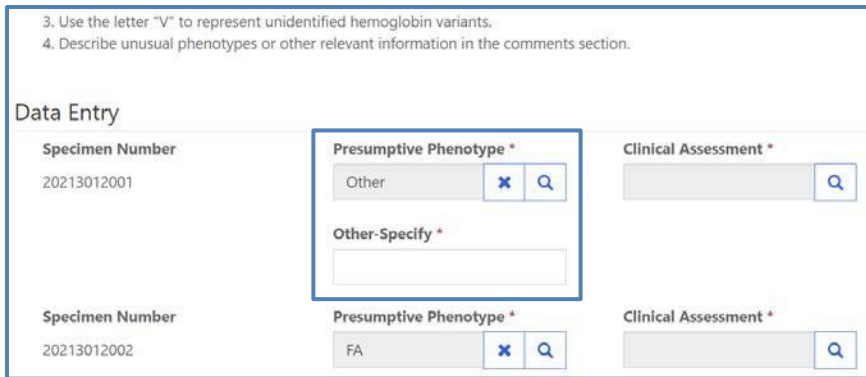 3. Use the letter “V” to represent unidentified hemoglobin variants.
4. Describe unusual phenotypes or other relevant information in the comments section.
Data Entry
Specimen Number Presumptive Phenotype * Clinical Assessment *
20213012001 Other
Other-Specify *
Specimen Number Presumptive Phenotype * Clinical Assessment *
20213012002 FA